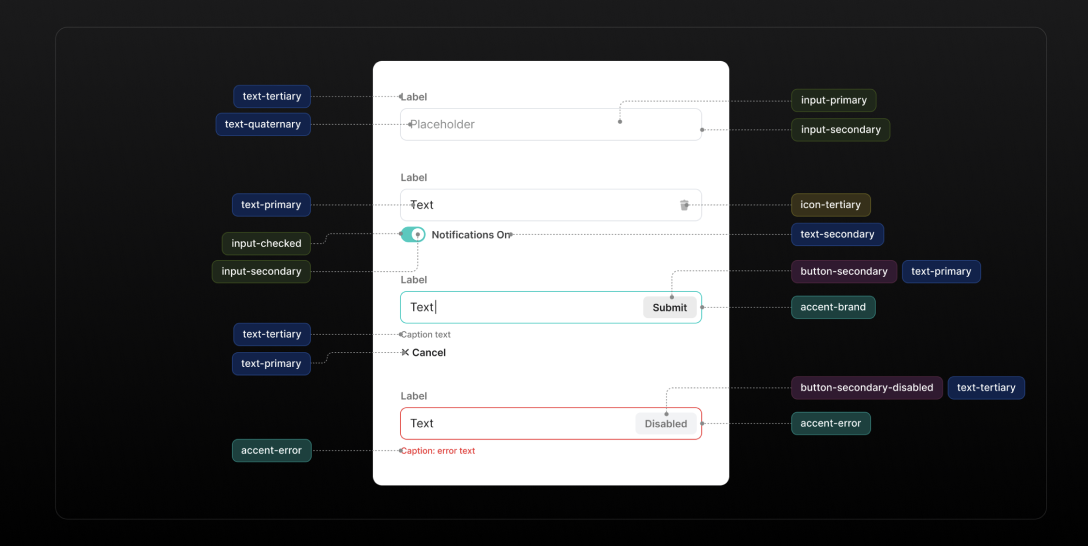 text-tertiary
Label
input-primary
text-quaternary
Placeholder
input-secondary
Label
text-primary
Text
icon-tertiary
input-checked
Notifications On
text-secondary
input-secondary
button-secondary
text-primary
Label
Text
Submit
accent-brand
text-tertiary
Caption text
text-primary
Cancel
button-secondary-disabled
text-tertiary
Label
Text
Disabled
accent-error
accent-error
Caption: error text